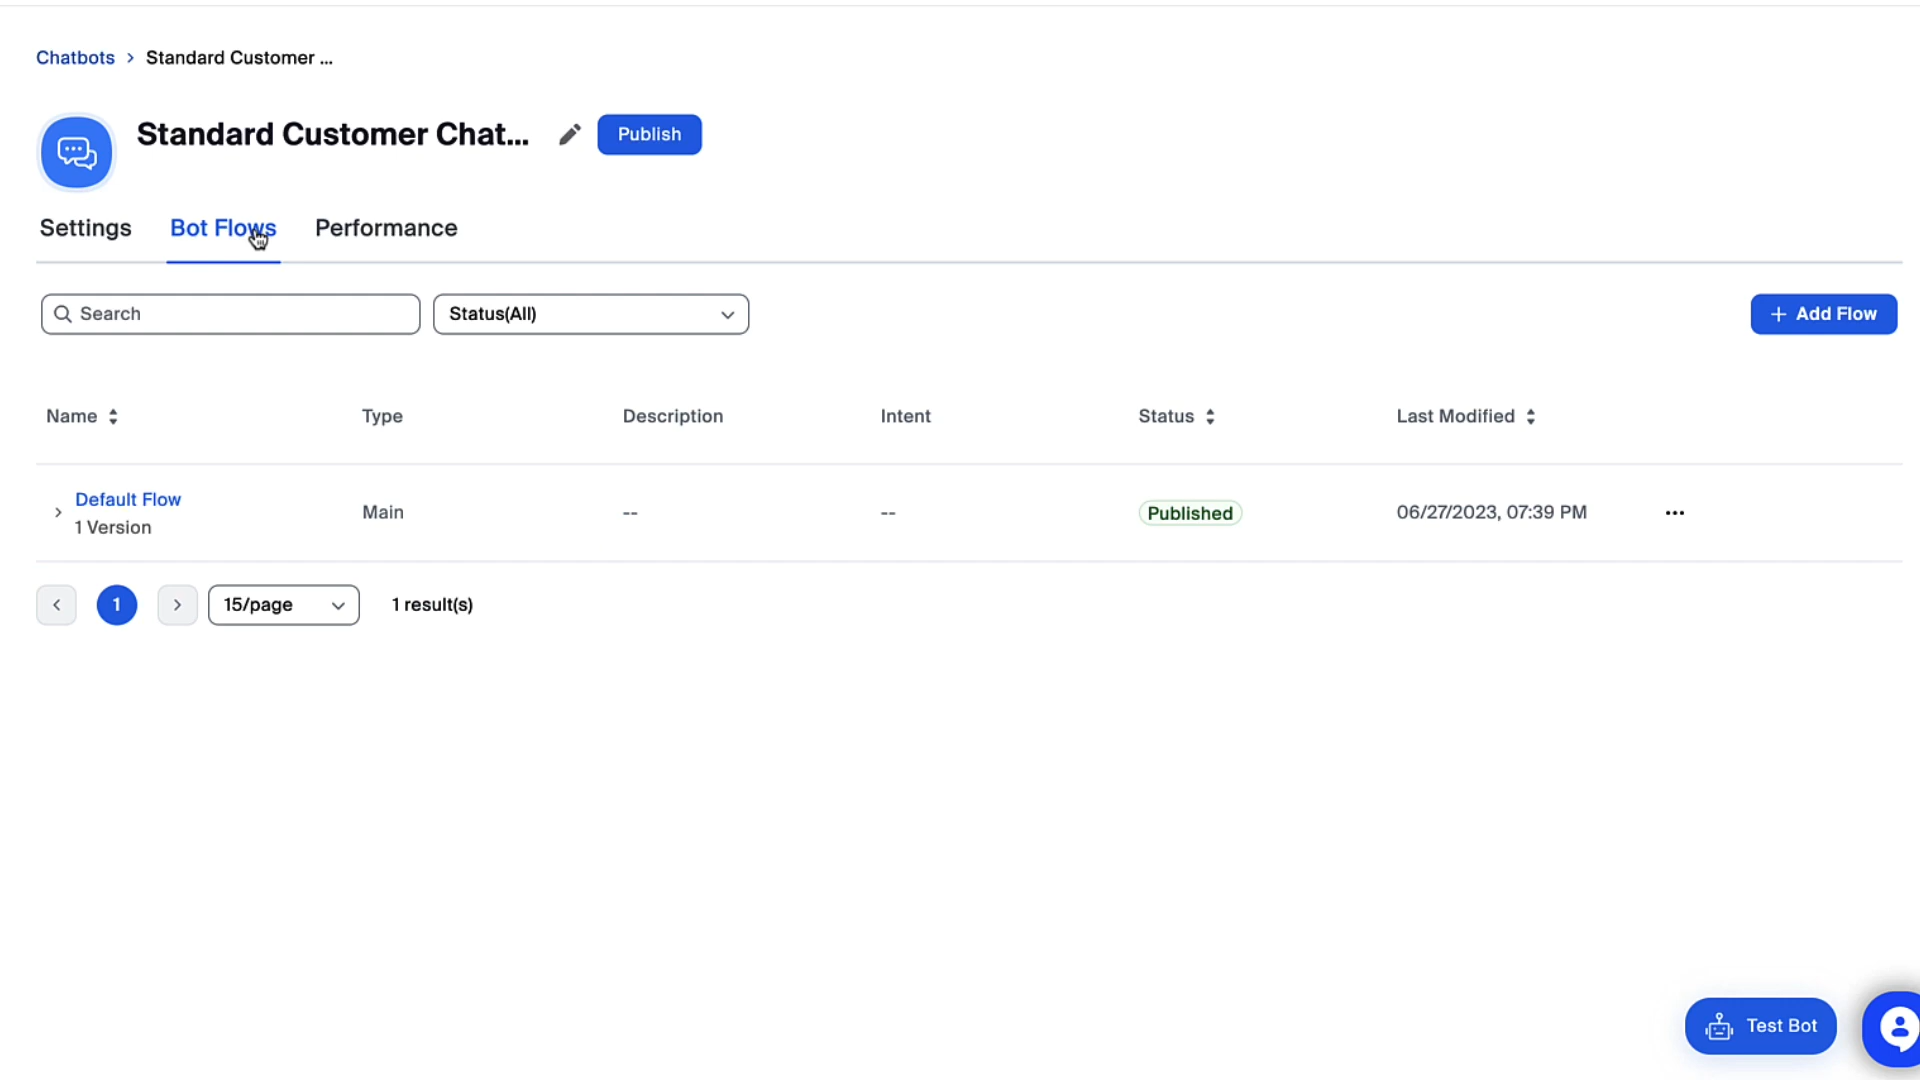 Chatbots > Standard Customer ...
Standard Customer Chat...
Publish
Settings
Bot Flows
Performance
Search
Status(All)
+ Add Flow
Name
Type
Description
Intent
Status
Last Modified
Default Flow
1 Version
Main
--
--
Published
06/27/2023, 07:39 PM
1
15/page
1 result(s)
Test Bot